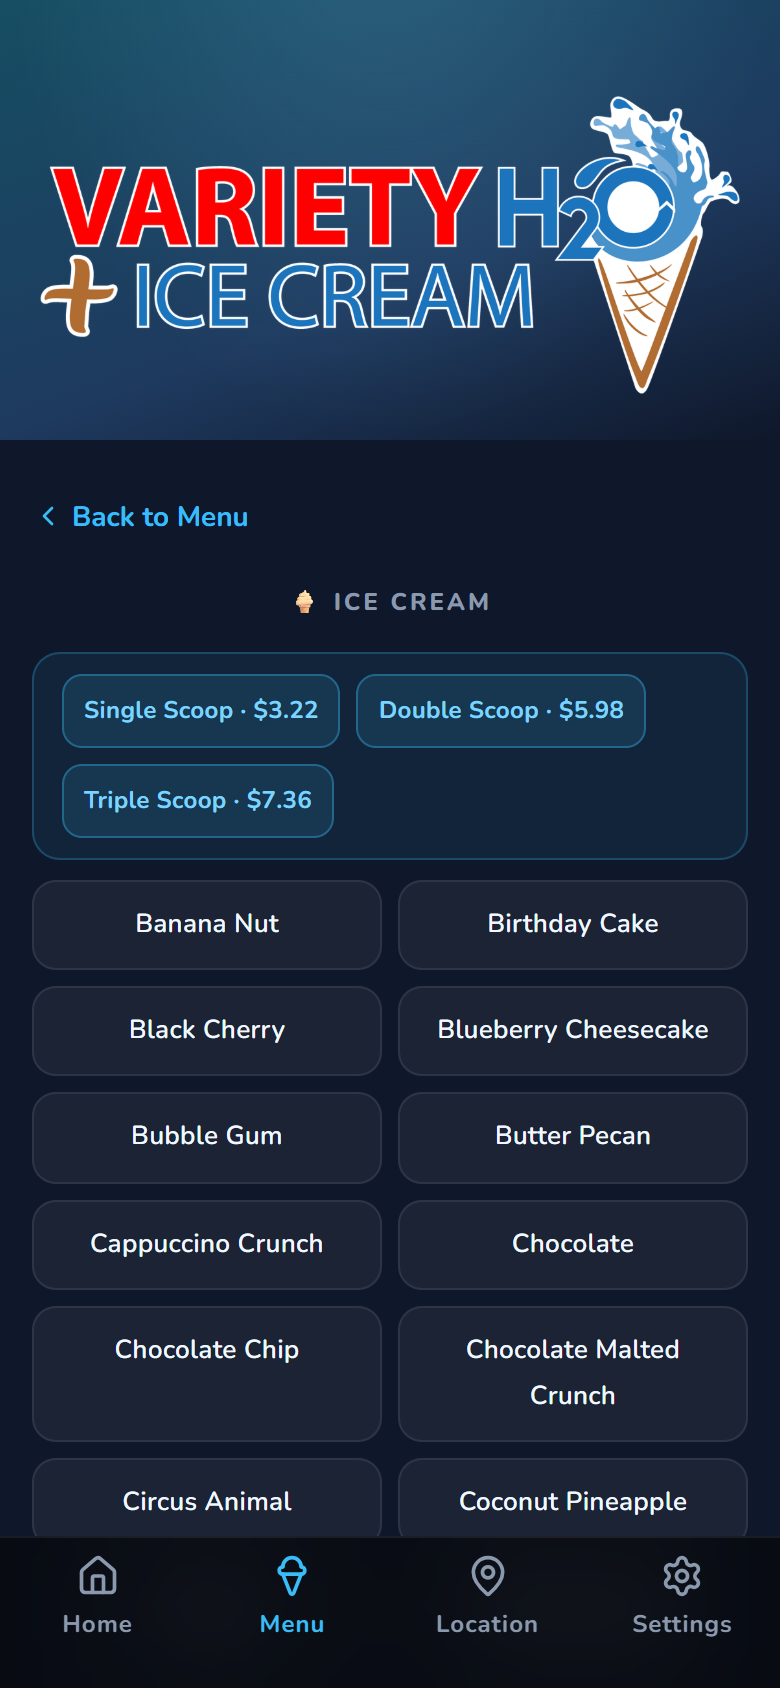 VARIETY H2O
+ ICE CREAM
Back to Menu
ICE CREAM
Single Scoop · $3.22
Double Scoop · $5.98
Triple Scoop · $7.36
Banana Nut
Birthday Cake
Black Cherry
Blueberry Cheesecake
Bubble Gum
Butter Pecan
Cappuccino Crunch
Chocolate
Chocolate Chip
Chocolate Malted
Crunch
Circus Animal
Coconut Pineapple
Home
Menu
Location
Settings